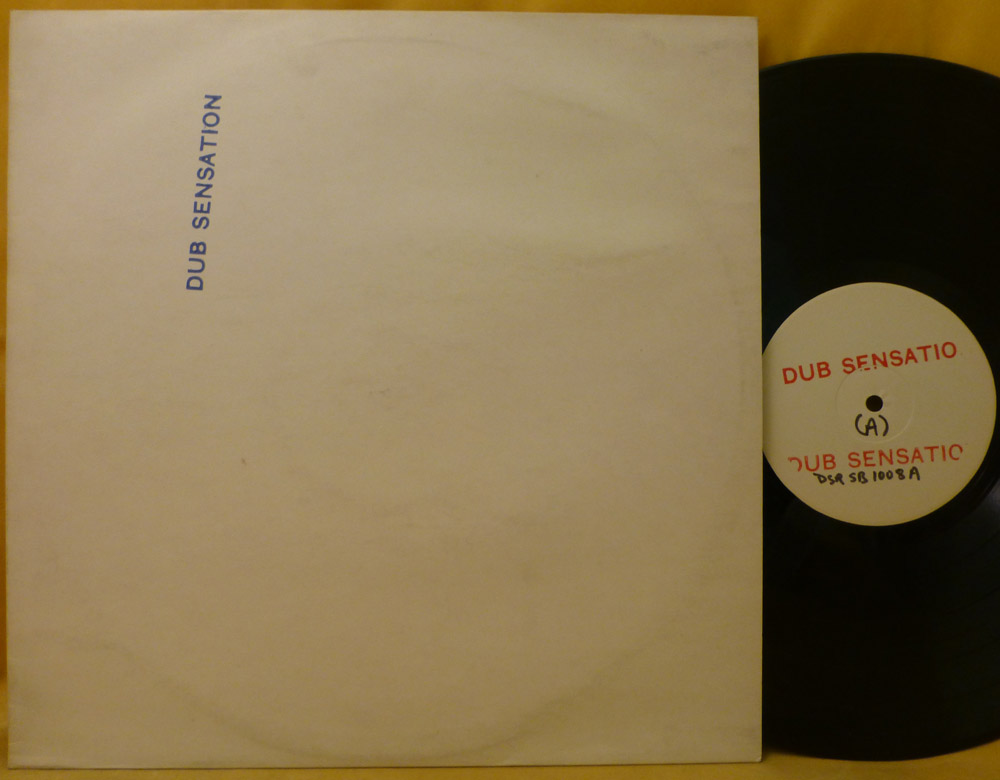 DUB SENSATION
DUB SENSATIO
(A)
DUB SENSATIO
DSR SB 1008 A